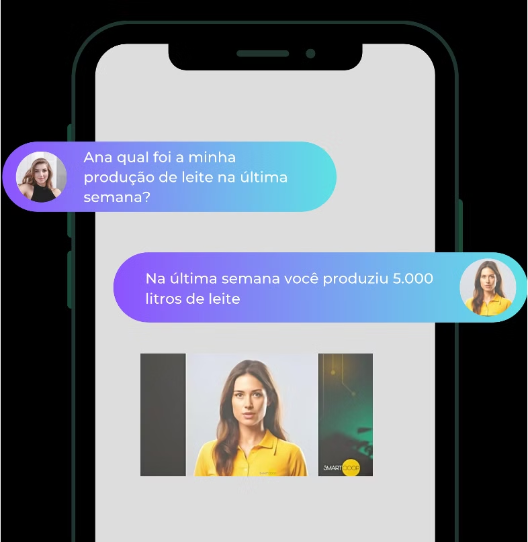 Ana qual foi a minha
produção de leite na última
semana?
Na última semana você produziu 5.000
litros de leite
SMARTCOOP